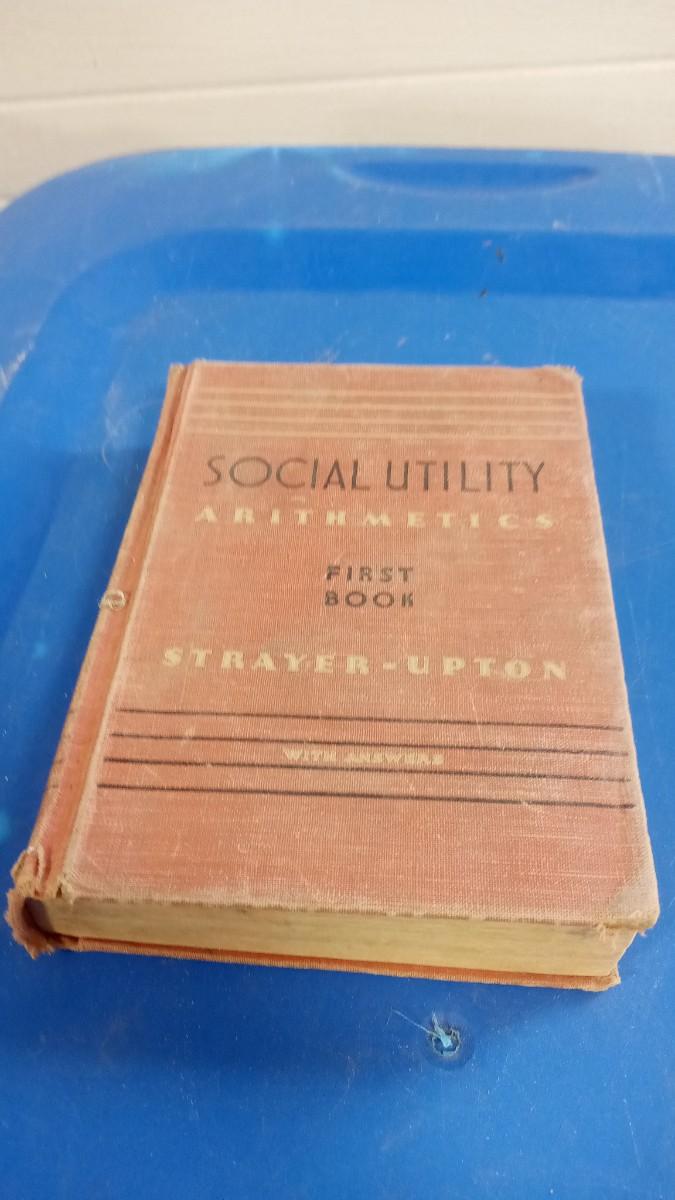 SOCIAL UTILITY
ARITHMETICS
FIRST
BOOK
STRAYER-UPTON
WITH ANSWERS